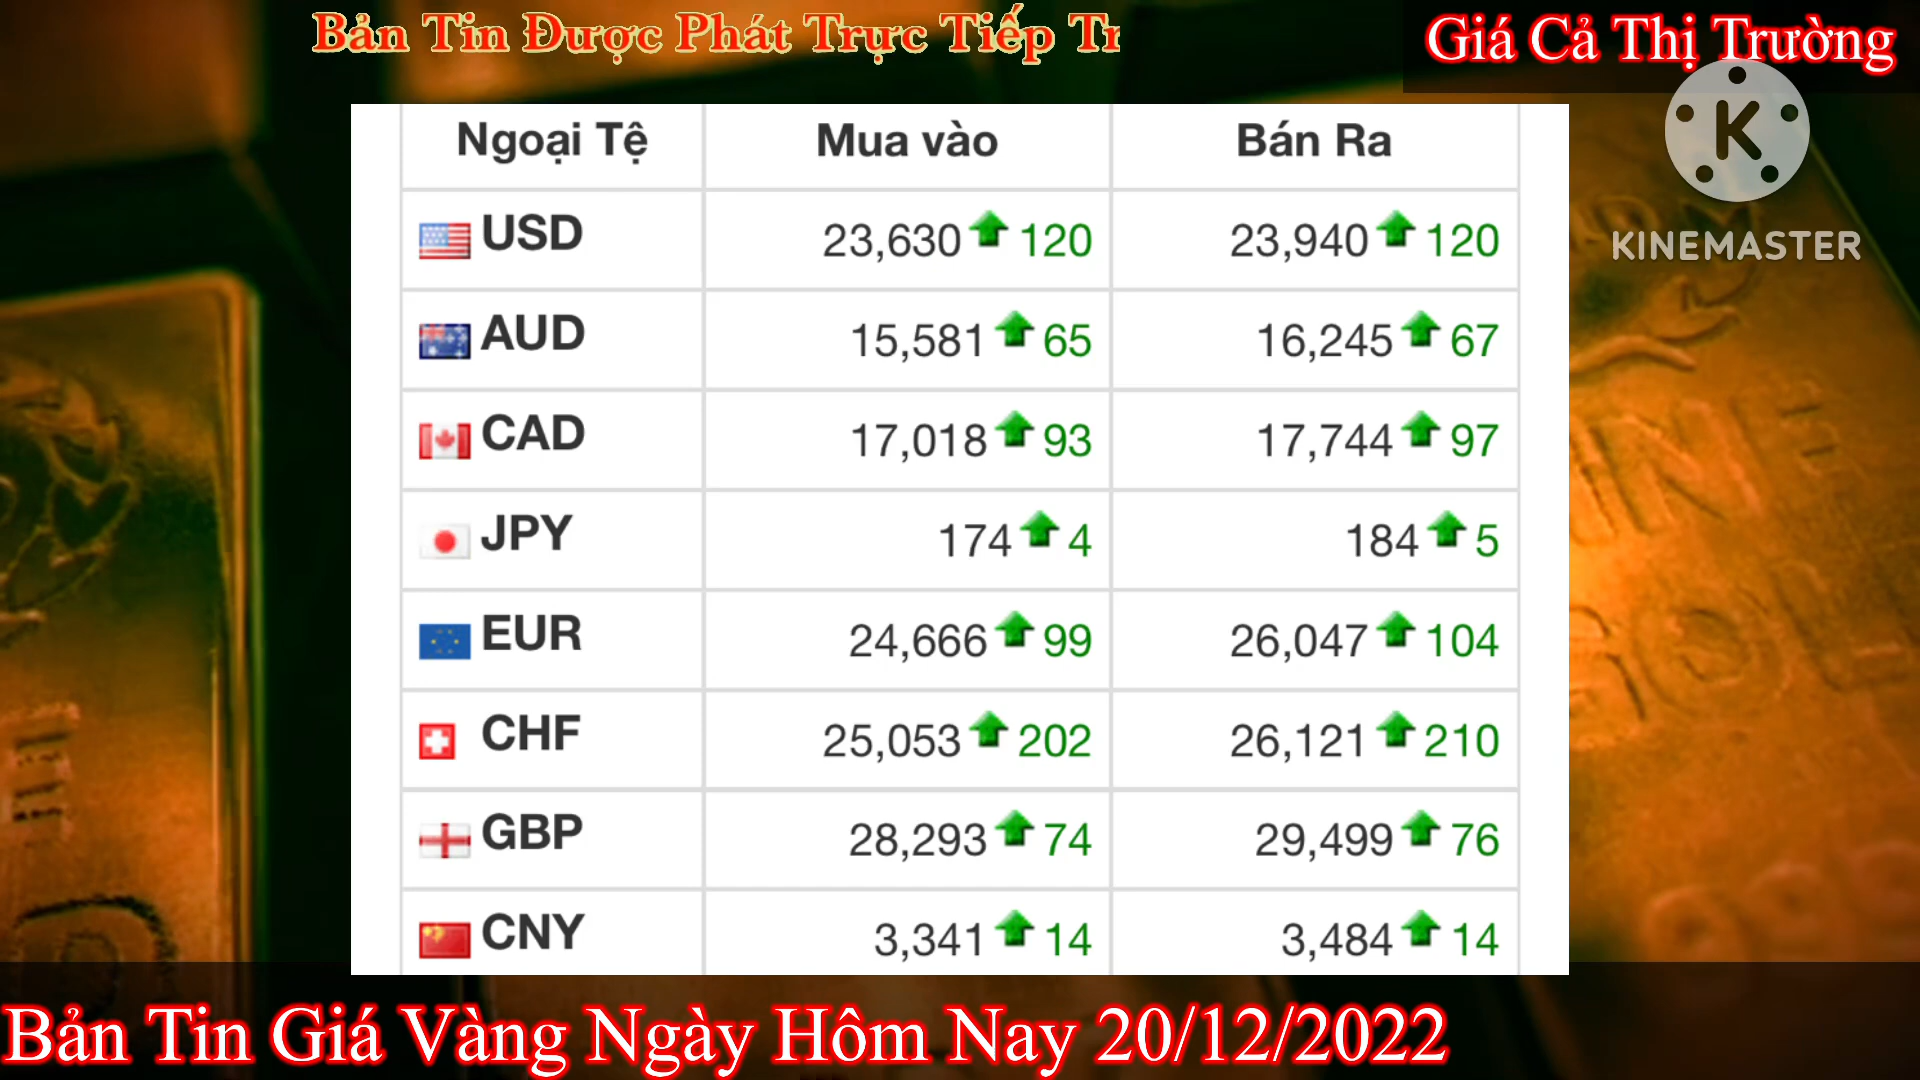 Bản Tin Được Phát Trực Tiếp
Giá Cả Thị Trường
K
KINEMASTER
Ngoại Tệ Mua vào Bán Ra
USD 23,630 120 23,940 120
AUD 15,581 65 16,245 67
CAD 17,018 93 17,744 97
JPY 174 4 184 5
EUR 24,666 99 26,047 104
CHF 25,053 202 26,121 210
GBP 28,293 74 29,499 76
CNY 3,341 14 3,484 14
Bản Tin Giá Vàng Ngày Hôm Nay 20/12/2022